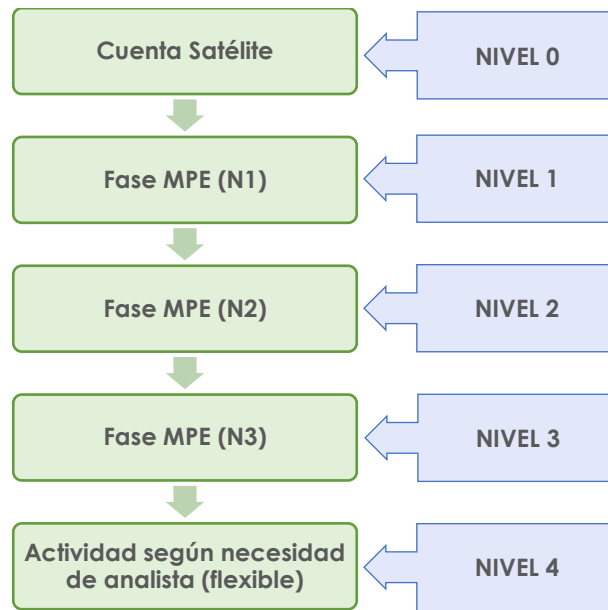 Cuenta Satélite
NIVEL 0
Fase MPE (N1)
NIVEL 1
Fase MPE (N2)
NIVEL 2
Fase MPE (N3)
NIVEL 3
Actividad según necesidad
de analista (flexible)
NIVEL 4